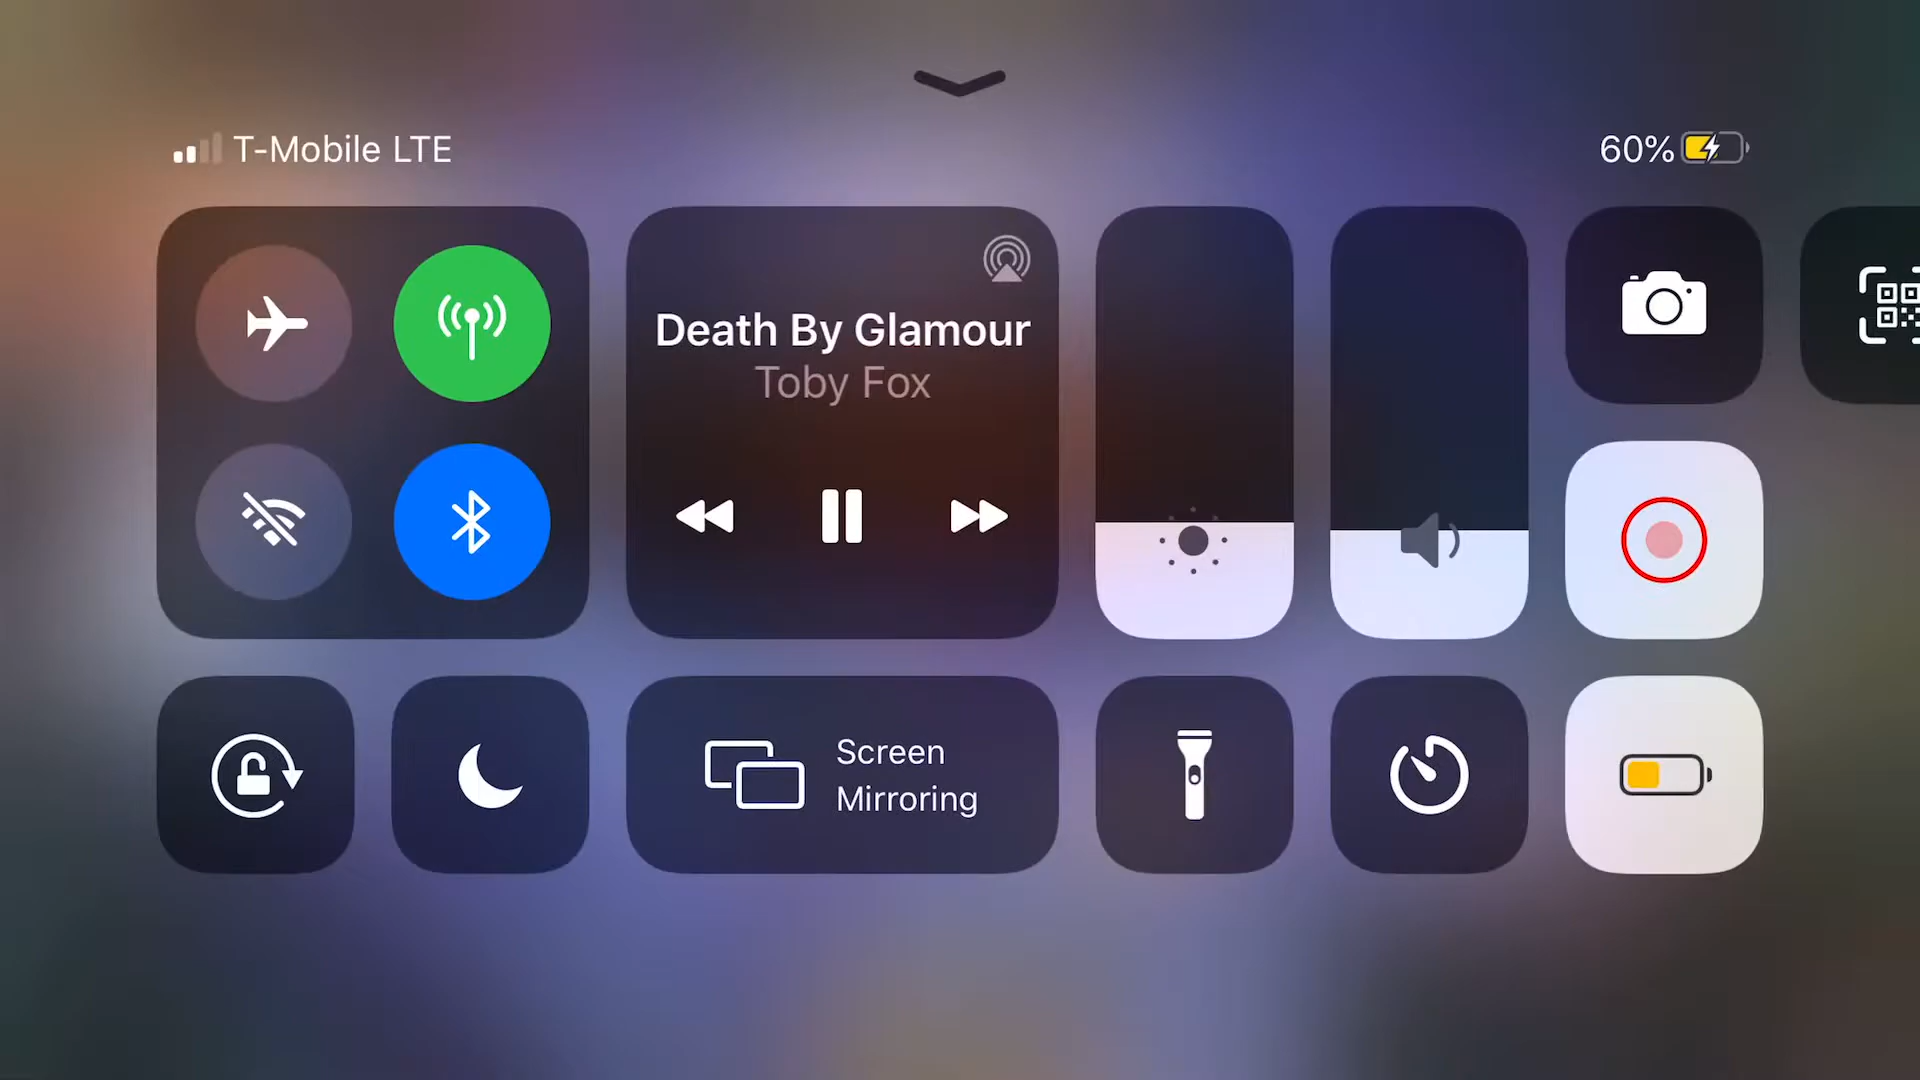 T-Mobile LTE
60%
Death By Glamour
Toby Fox
Screen
Mirroring